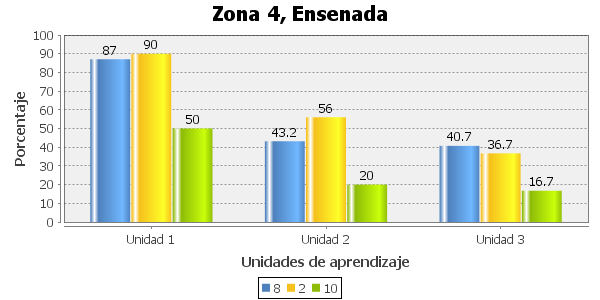 Zona 4, Ensenada
Porcentaje
100
90
80
70
60
50
40
30
20
10
0
87
90
50
43.2
56
20
40.7
36.7
16.7
Unidad 1
Unidad 2
Unidad 3
Unidades de aprendizaje
8 2 10